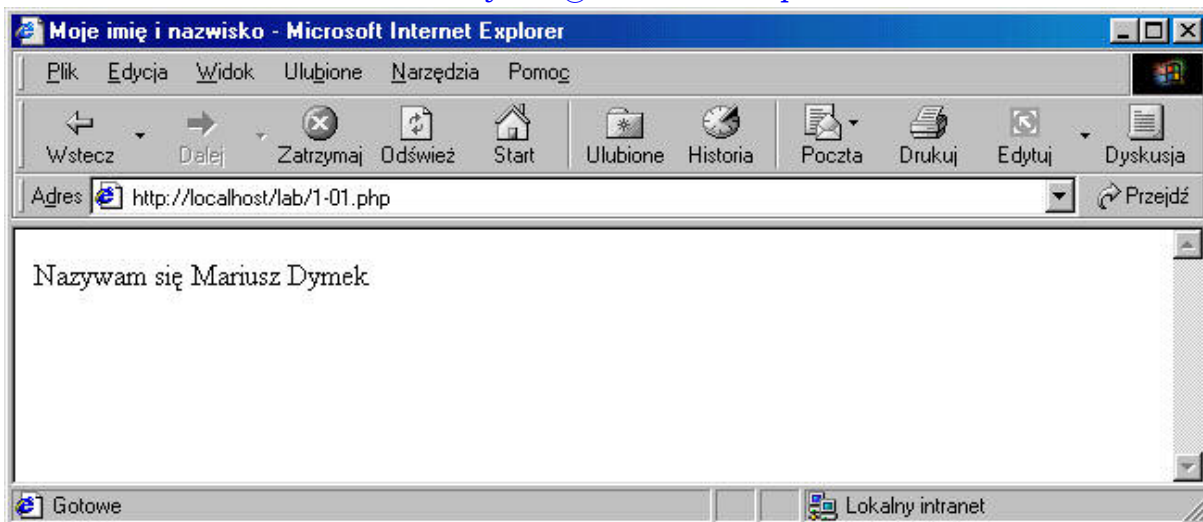 Moje imię i nazwisko - Microsoft Internet Explorer
Plik Edycja Widok Ulubione Narzędzia Pomoc
Wstecz Dalej Zatrzymaj Odśwież Start Ulubione Historia Poczta Drukuj Edytuj Dyskusja
Adres http://localhost/lab/1-01.php Przejdź
Nazywam się Mariusz Dymek
Gotowe Lokalny intranet